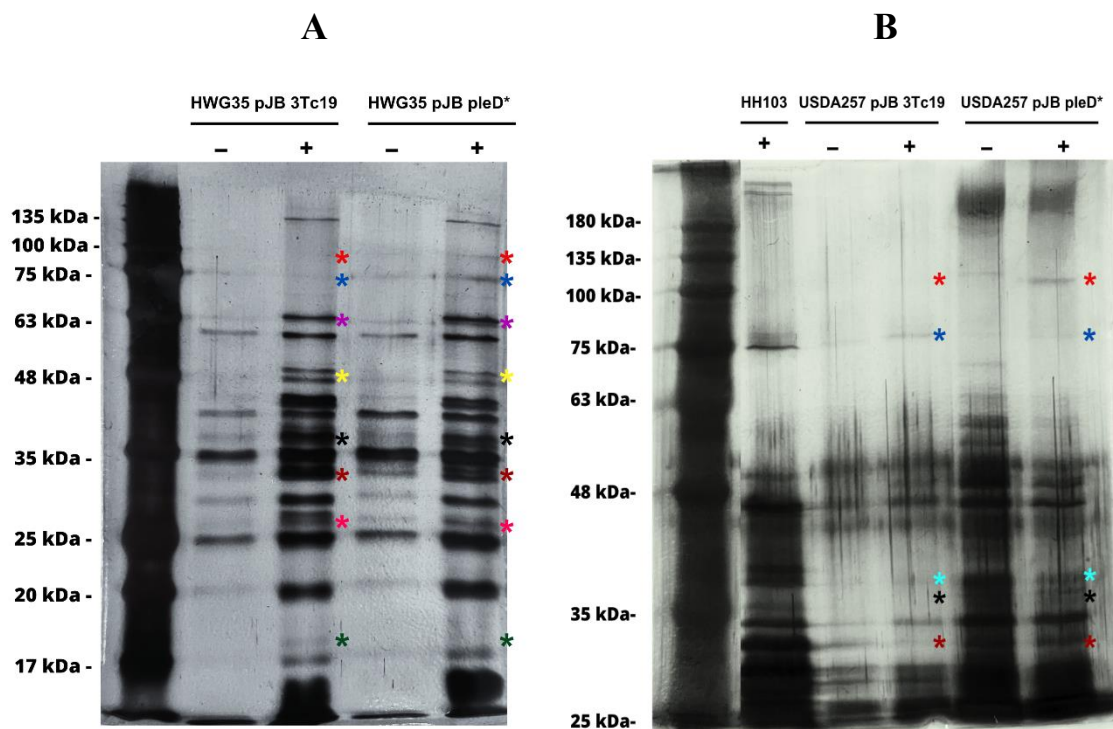 A
HWG35 pJB 3Tc19 HWG35 pJB pleD*
– + – +
135 kDa -
100 kDa -
75 kDa -
63 kDa -
48 kDa -
35 kDa -
25 kDa -
20 kDa -
17 kDa -
* * * * * * * *
* * * * * * * *
B
HH103 USDA257 pJB 3Tc19 USDA257 pJB pleD*
+ – + – +
180 kDa-
135 kDa-
100 kDa-
75 kDa-
63 kDa-
48 kDa-
35 kDa-
25 kDa-
* * * * *
* * * * *